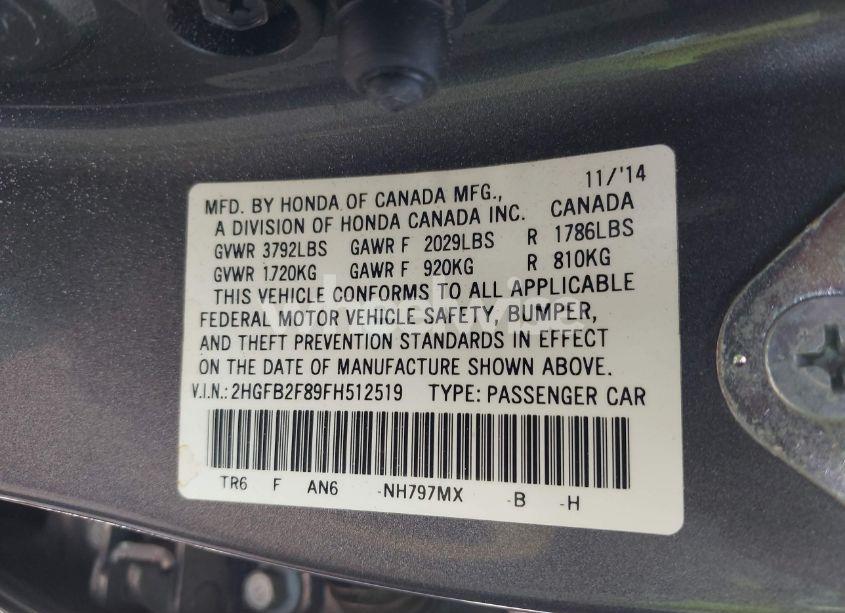 11/'14
MFD. BY HONDA OF CANADA MFG.,
A DIVISION OF HONDA CANADA INC. CANADA
GVWR 3792LBS GAWR F 2029LBS R 1786LBS
GVWR 1720KG GAWR F 920KG R 810KG
THIS VEHICLE CONFORMS TO ALL APPLICABLE
FEDERAL MOTOR VEHICLE SAFETY, BUMPER,
AND THEFT PREVENTION STANDARDS IN EFFECT
ON THE DATE OF MANUFACTURE SHOWN ABOVE.
V.I.N.: 2HGFB2F89FH512519 TYPE: PASSENGER CAR
TR6 F AN6 -NH797MX -B -H